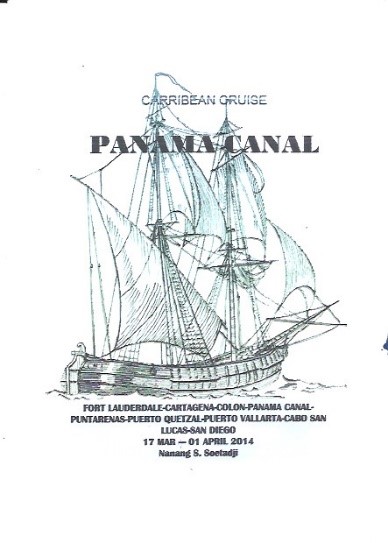 CARRIBEAN CRUISE
PANAMA CANAL
FORT LAUDERDALE-CARTAGENA-COLON-PANAMA CANAL-
PUNTARENAS-PUERTO QUETZAL-PUERTO VALLARTA-CABO SAN
LUCAS-SAN DIEGO
17 MAR — 01 APRIL 2014
Nanang S. Soetadji